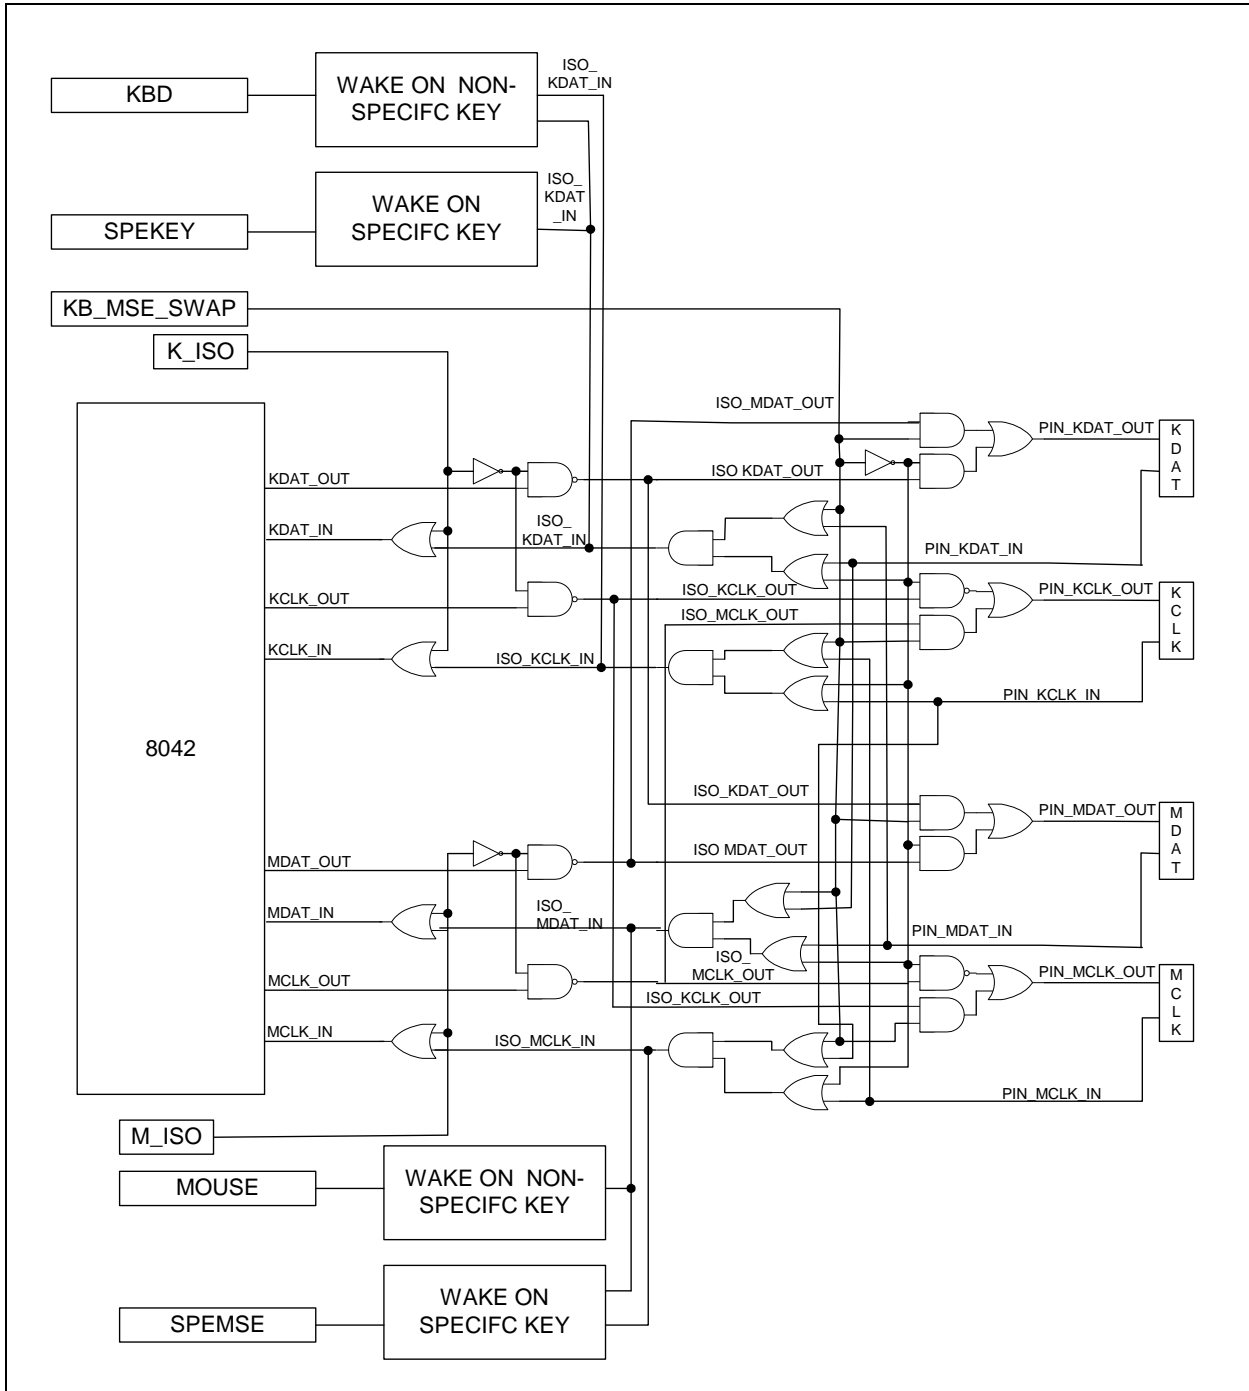 ISO_
KDAT_IN
KBD
WAKE ON NON-
SPECIFC KEY
ISO_
KDAT
_IN
SPEKEY
WAKE ON
SPECIFC KEY
KB_MSE_SWAP
K_ISO
8042
KDAT_OUT
KDAT_IN
KCLK_OUT
KCLK_IN
ISO_
KDAT_IN
ISO_KCLK_IN
ISO_MDAT_OUT
ISO KDAT_OUT
ISO_KCLK_OUT
ISO_MCLK_OUT
PIN_KDAT_OUT
K
D
A
T
PIN_KDAT_IN
PIN_KCLK_OUT
K
C
L
K
PIN_KCLK_IN
ISO_KDAT_OUT
ISO MDAT_OUT
PIN_MDAT_OUT
M
D
A
T
MDAT_OUT
MDAT_IN
MCLK_OUT
MCLK_IN
ISO_
MDAT_IN
ISO_
MCLK_OUT
ISO_KCLK_OUT
ISO_MCLK_IN
PIN_MDAT_IN
PIN_MCLK_OUT
M
C
L
K
PIN_MCLK_IN
M_ISO
MOUSE
WAKE ON NON-
SPECIFC KEY
SPEMSE
WAKE ON
SPECIFC KEY